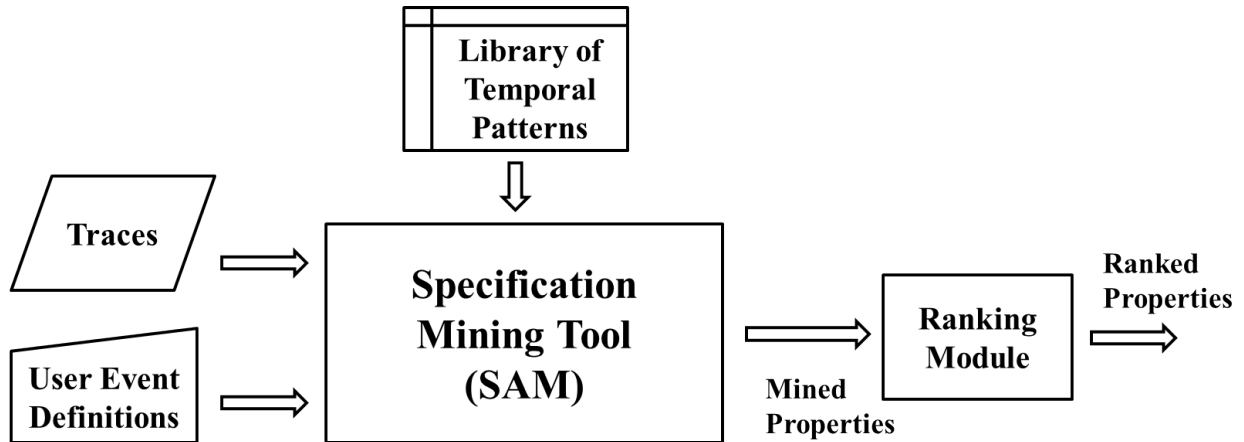 Library of
Temporal
Patterns
Traces
User Event
Definitions
Specification
Mining Tool
(SAM)
Mined
Properties
Ranking
Module
Ranked
Properties